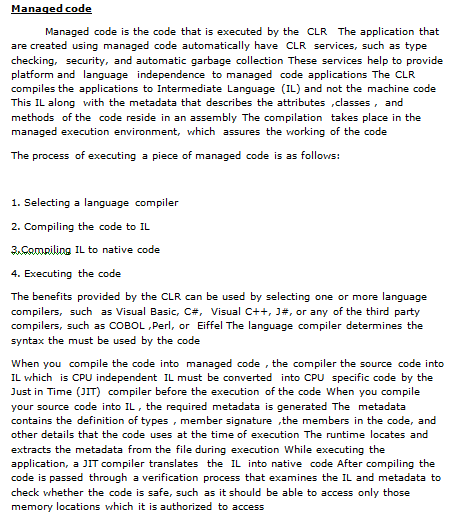 Managed code
Managed code is the code that is executed by the CLR The application that
are created using managed code automatically have CLR services, such as type
checking, security, and automatic garbage collection These services help to provide
platform and language independence to managed code applications The CLR
compiles the applications to Intermediate Language (IL) and not the machine code
This IL along with the metadata that describes the attributes ,classes , and
methods of the code reside in an assembly The compilation takes place in the
managed execution environment, which assures the working of the code
The process of executing a piece of managed code is as follows:
1. Selecting a language compiler
2. Compiling the code to IL
3.Compiling IL to native code
4. Executing the code
The benefits provided by the CLR can be used by selecting one or more language
compilers, such as Visual Basic, C#, Visual C++, J#, or any of the third party
compilers, such as COBOL ,Perl, or Eiffel The language compiler determines the
syntax the must be used by the code
When you compile the code into managed code , the compiler the source code into
IL which is CPU independent IL must be converted into CPU specific code by the
Just in Time (JIT) compiler before the execution of the code When you compile
your source code into IL , the required metadata is generated The metadata
contains the definition of types , member signature ,the members in the code, and
other details that the code uses at the time of execution The runtime locates and
extracts the metadata from the file during execution While executing the
application, a JIT compiler translates the IL into native code After compiling the
code is passed through a verification process that examines the IL and metadata to
check whether the code is safe, such as it should be able to access only those
memory locations which it is authorized to access